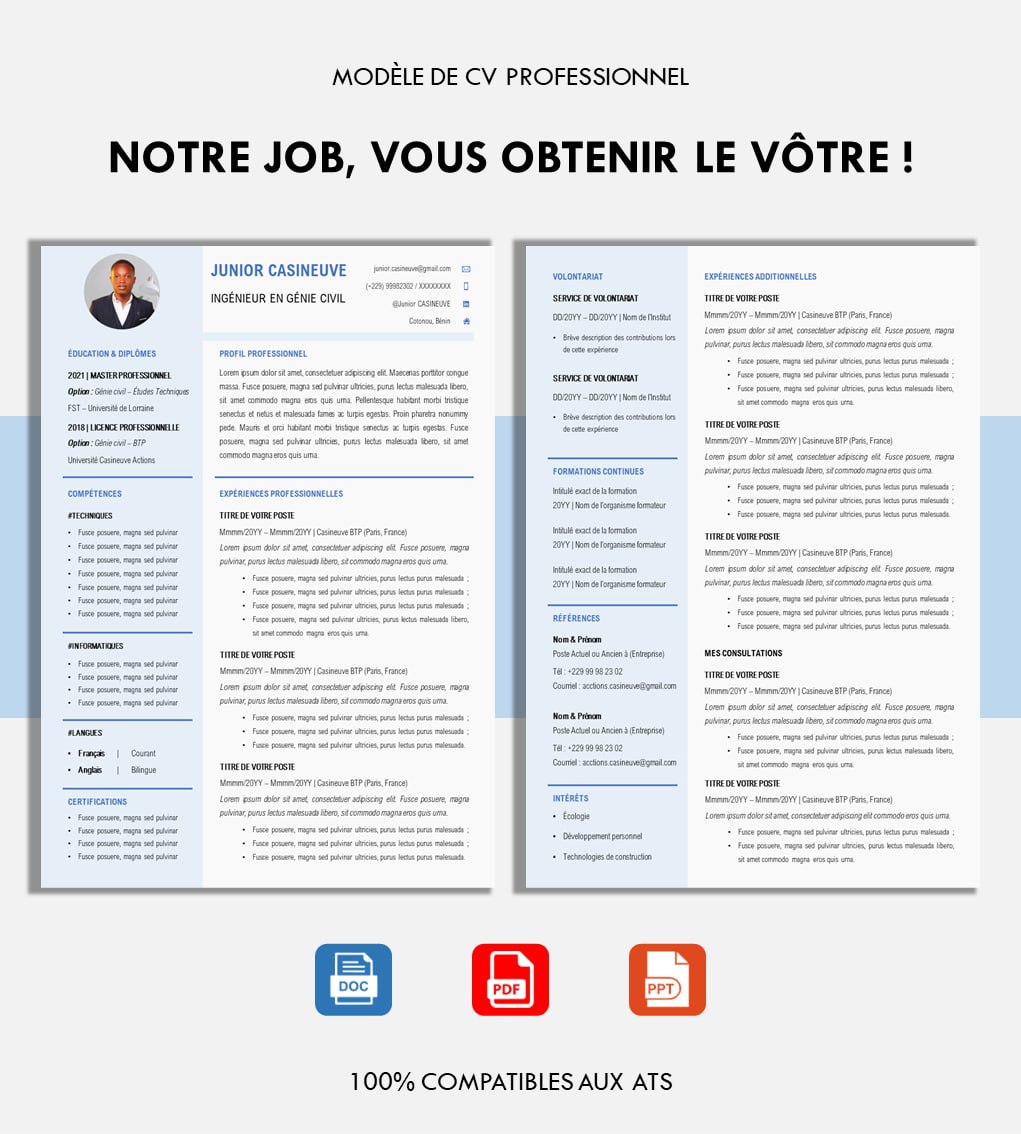 MODÈLE DE CV PROFESSIONNEL
NOTRE JOB, VOUS OBTENIR LE VÔTRE !
JUNIOR CASINEUVE
INGÉNIEUR EN GÉNIE CIVIL
junior.casineuve@gmail.com
(+229) 99982302 / XXXXXXXX
@Junior CASINEUVE
Cotonou, Bénin
ÉDUCATION & DIPLÔMES
2021 | MASTER PROFESSIONNEL
Option : Génie civil – Études Techniques
FST – Université de Lorraine
2018 | LICENCE PROFESSIONNELLE
Option : Génie civil – BTP
Université Casineuve Actions
COMPÉTENCES
#TECHNIQUES
• Fusce posuere, magna sed pulvinar
• Fusce posuere, magna sed pulvinar
• Fusce posuere, magna sed pulvinar
• Fusce posuere, magna sed pulvinar
• Fusce posuere, magna sed pulvinar
• Fusce posuere, magna sed pulvinar
• Fusce posuere, magna sed pulvinar
#INFORMATIQUES
• Fusce posuere, magna sed pulvinar
• Fusce posuere, magna sed pulvinar
• Fusce posuere, magna sed pulvinar
• Fusce posuere, magna sed pulvinar
#LANGUES
• Français | Courant
• Anglais | Bilingue
CERTIFICATIONS
• Fusce posuere, magna sed pulvinar
• Fusce posuere, magna sed pulvinar
• Fusce posuere, magna sed pulvinar
• Fusce posuere, magna sed pulvinar
PROFIL PROFESSIONNEL
Lorem ipsum dolor sit amet, consectetuer adipiscing elit. Maecenas porttitor congue
massa. Fusce posuere, magna sed pulvinar ultricies, purus lectus malesuada libero,
sit amet commodo magna eros quis urna. Pellentesque habitant morbi tristique
senectus et netus et malesuada fames ac turpis egestas. Proin pharetra nonummy
pede. Mauris et orci habitant morbi tristique senectus ac turpis egestas. Fusce
posuere, magna sed pulvinar ultricies, purus lectus malesuada libero, sit amet
commodo magna eros quis urna.
EXPÉRIENCES PROFESSIONNELLES
TITRE DE VOTRE POSTE
Mmmm/20YY – Mmmm/20YY | Casineuve BTP (Paris, France)
Lorem ipsum dolor sit amet, consectetuer adipiscing elit. Fusce posuere, magna
pulvinar, purus lectus malesuada libero, sit commodo magna eros quis urna.
• Fusce posuere, magna sed pulvinar ultricies, purus lectus purus malesuada ;
• Fusce posuere, magna sed pulvinar ultricies, purus lectus purus malesuada ;
• Fusce posuere, magna sed pulvinar ultricies, purus lectus purus malesuada ;
• Fusce posuere, magna sed pulvinar ultricies, purus lectus malesuada libero,
sit amet commodo magna eros quis urna.
TITRE DE VOTRE POSTE
Mmmm/20YY – Mmmm/20YY | Casineuve BTP (Paris, France)
Lorem ipsum dolor sit amet, consectetuer adipiscing elit. Fusce posuere, magna
pulvinar, purus lectus malesuada libero, sit commodo magna eros quis urna.
• Fusce posuere, magna sed pulvinar ultricies, purus lectus purus malesuada ;
• Fusce posuere, magna sed pulvinar ultricies, purus lectus purus malesuada ;
• Fusce posuere, magna sed pulvinar ultricies, purus lectus purus malesuada.
TITRE DE VOTRE POSTE
Mmmm/20YY – Mmmm/20YY | Casineuve BTP (Paris, France)
Lorem ipsum dolor sit amet, consectetuer adipiscing elit. Fusce posuere, magna
pulvinar, purus lectus malesuada libero, sit commodo magna eros quis urna.
• Fusce posuere, magna sed pulvinar ultricies, purus lectus purus malesuada ;
• Fusce posuere, magna sed pulvinar ultricies, purus lectus purus malesuada ;
• Fusce posuere, magna sed pulvinar ultricies, purus lectus purus malesuada.
VOLONTARIAT
SERVICE DE VOLONTARIAT
DD/20YY – DD/20YY | Nom de l'Institut
• Brève description des contributions lors
de cette expérience
SERVICE DE VOLONTARIAT
DD/20YY – DD/20YY | Nom de l'Institut
• Brève description des contributions lors
de cette expérience
FORMATIONS CONTINUES
Intitulé exact de la formation
20YY | Nom de l'organisme formateur
Intitulé exact de la formation
20YY | Nom de l'organisme formateur
Intitulé exact de la formation
20YY | Nom de l'organisme formateur
RÉFÉRENCES
Nom & Prénom
Poste Actuel ou Ancien à (Entreprise)
Tél : +229 99 98 23 02
Courriel : acctions.casineuve@gmail.com
Nom & Prénom
Poste Actuel ou Ancien à (Entreprise)
Tél : +229 99 98 23 02
Courriel : acctions.casineuve@gmail.com
INTÉRÊTS
• Écologie
• Développement personnel
• Technologies de construction
EXPÉRIENCES ADDITIONNELLES
TITRE DE VOTRE POSTE
Mmmm/20YY – Mmmm/20YY | Casineuve BTP (Paris, France)
Lorem ipsum dolor sit amet, consectetuer adipiscing elit. Fusce posuere, magna
pulvinar, purus lectus malesuada libero, sit commodo magna eros quis urna.
• Fusce posuere, magna sed pulvinar ultricies, purus lectus purus malesuada ;
• Fusce posuere, magna sed pulvinar ultricies, purus lectus purus malesuada ;
• Fusce posuere, magna sed pulvinar ultricies, purus lectus malesuada libero,
sit amet commodo magna eros quis urna.
TITRE DE VOTRE POSTE
Mmmm/20YY – Mmmm/20YY | Casineuve BTP (Paris, France)
Lorem ipsum dolor sit amet, consectetuer adipiscing elit. Fusce posuere, magna
pulvinar, purus lectus malesuada libero, sit commodo magna eros quis urna.
• Fusce posuere, magna sed pulvinar ultricies, purus lectus purus malesuada ;
• Fusce posuere, magna sed pulvinar ultricies, purus lectus purus malesuada ;
• Fusce posuere, magna sed pulvinar ultricies, purus lectus purus malesuada.
TITRE DE VOTRE POSTE
Mmmm/20YY – Mmmm/20YY | Casineuve BTP (Paris, France)
Lorem ipsum dolor sit amet, consectetuer adipiscing elit. Fusce posuere, magna
pulvinar, purus lectus malesuada libero, sit commodo magna eros quis urna.
• Fusce posuere, magna sed pulvinar ultricies, purus lectus purus malesuada ;
• Fusce posuere, magna sed pulvinar ultricies, purus lectus purus malesuada ;
• Fusce posuere, magna sed pulvinar ultricies, purus lectus purus malesuada.
MES CONSULTATIONS
TITRE DE VOTRE POSTE
Mmmm/20YY – Mmmm/20YY | Casineuve BTP (Paris, France)
Lorem ipsum dolor sit amet, consectetuer adipiscing elit. Fusce posuere, magna
pulvinar, purus lectus malesuada libero, sit commodo magna eros quis urna.
• Fusce posuere, magna sed pulvinar ultricies, purus lectus purus malesuada ;
• Fusce posuere, magna sed pulvinar ultricies, purus lectus malesuada libero,
sit amet commodo magna eros quis urna.
TITRE DE VOTRE POSTE
Mmmm/20YY – Mmmm/20YY | Casineuve BTP (Paris, France)
Lorem ipsum dolor sit amet, consectetuer adipiscing elit commodo eros quis urna.
• Fusce posuere, magna sed pulvinar ultricies, purus lectus purus malesuada ;
• Fusce posuere, magna sed pulvinar ultricies, purus lectus malesuada libero,
sit amet commodo magna eros quis urna.
DOC
PDF
PPT
100% COMPATIBLES AUX ATS